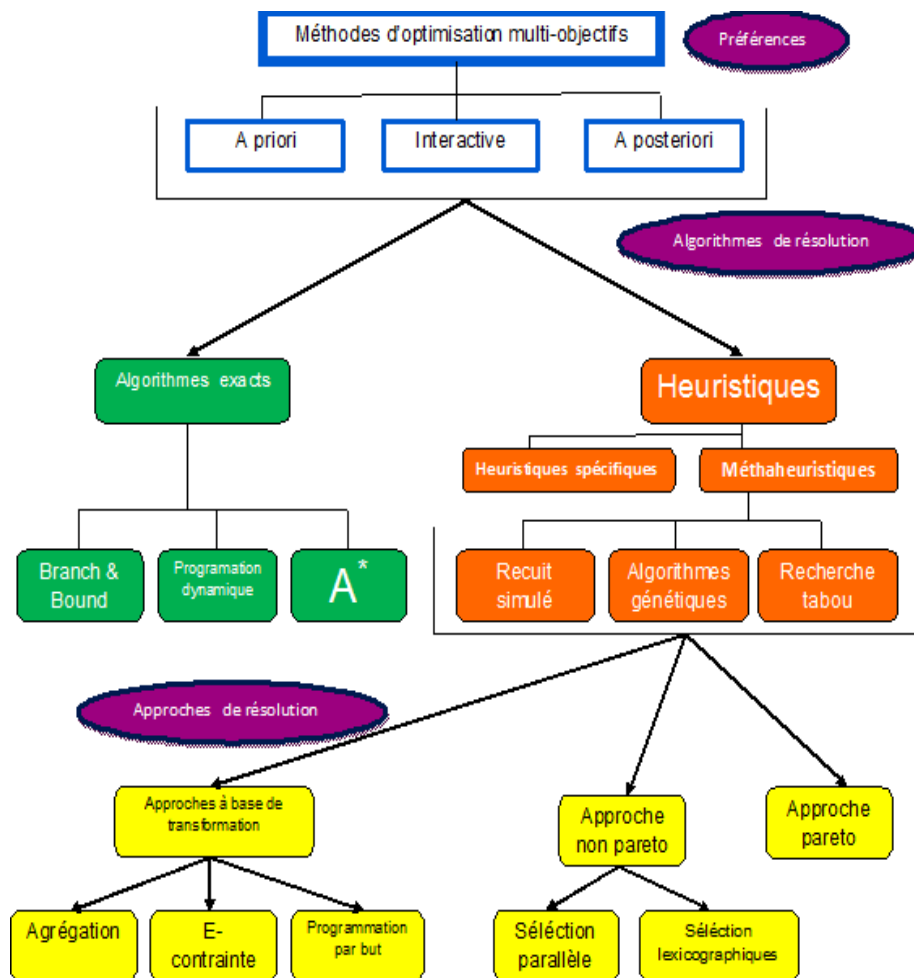 Méthodes d'optimisation multi-objectifs
Préférences
A priori
Interactive
A posteriori
Algorithmes de résolution
Algorithmes exacts
Heuristiques
Heuristiques spécifiques
Méthaheuristiques
Branch &
Bound
Programation
dynamique
A*
Recuit
simulé
Algorithmes
génétiques
Recherche
tabou
Approches de résolution
Approches à base de
transformation
Approche
non pareto
Approche
pareto
Agrégation
E-
contrainte
Programmation
par but
Séléction
parallèle
Séléction
lexicographiques